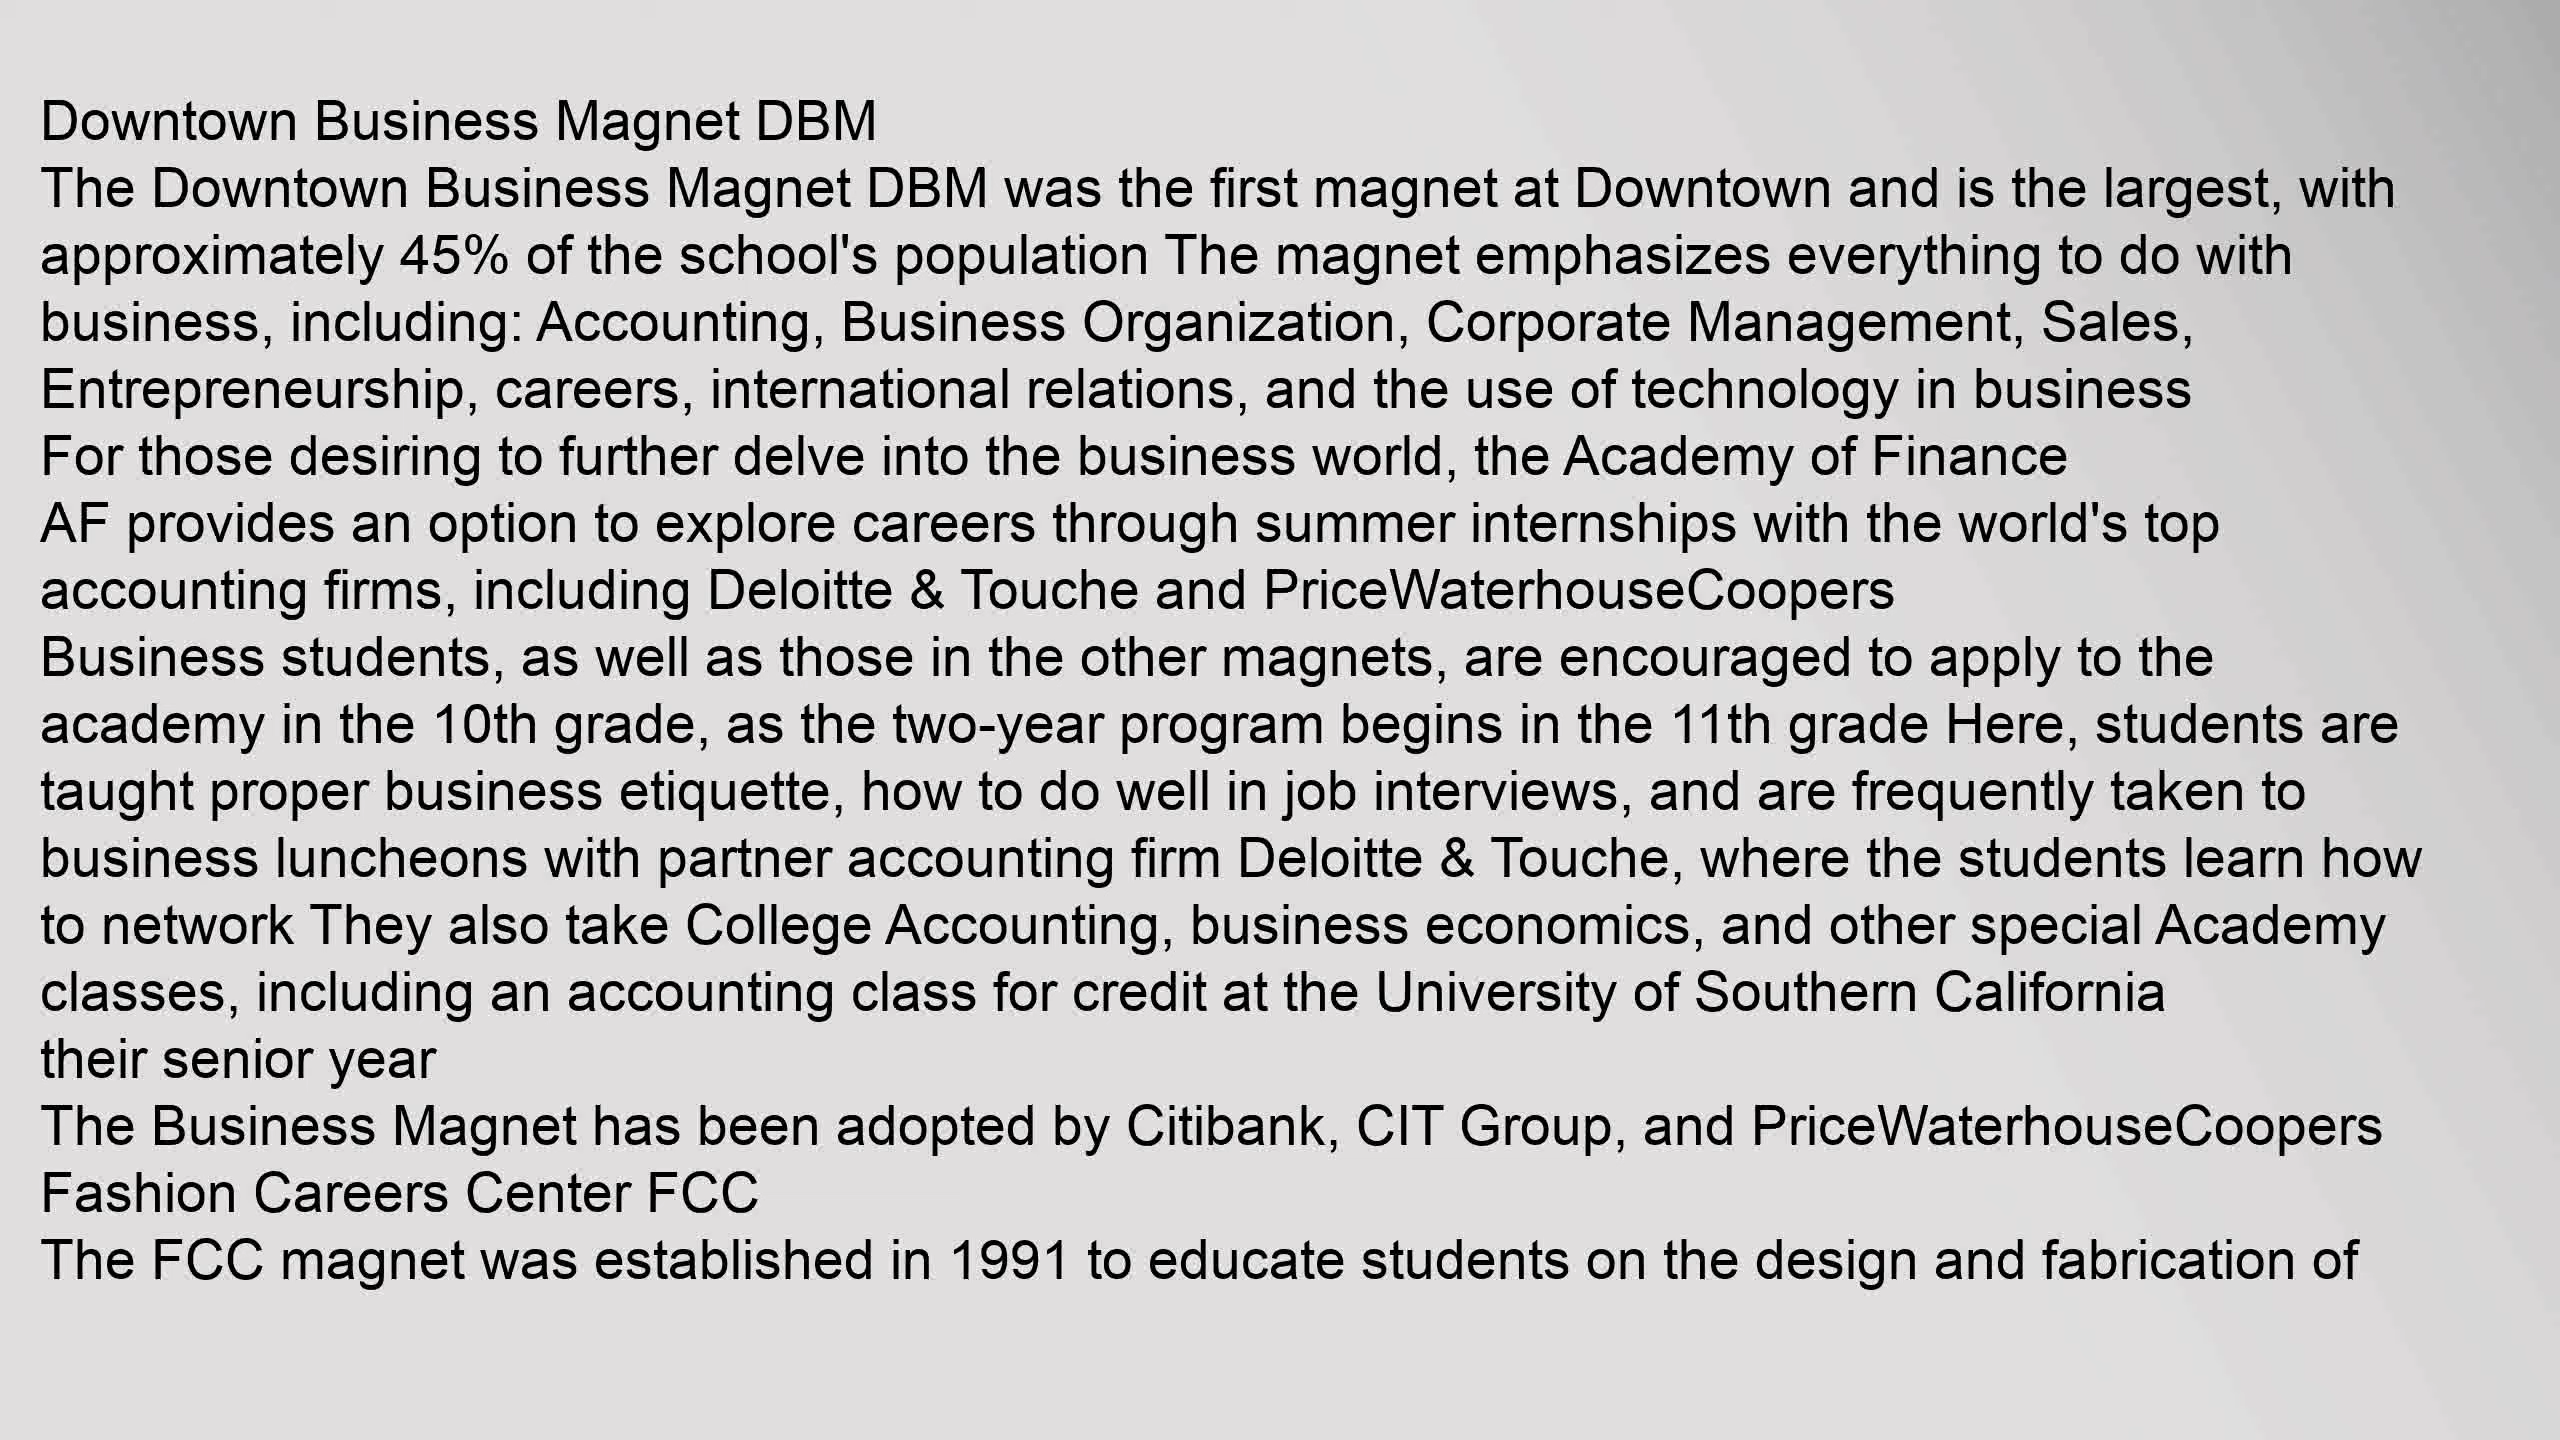 Downtown Business Magnet DBM
The Downtown Business Magnet DBM was the first magnet at Downtown and is the largest, with
approximately 45% of the school's population The magnet emphasizes everything to do with
business, including: Accounting, Business Organization, Corporate Management, Sales,
Entrepreneurship, careers, international relations, and the use of technology in business
For those desiring to further delve into the business world, the Academy of Finance
AF provides an option to explore careers through summer internships with the world's top
accounting firms, including Deloitte & Touche and PriceWaterhouseCoopers
Business students, as well as those in the other magnets, are encouraged to apply to the
academy in the 10th grade, as the two-year program begins in the 11th grade Here, students are
taught proper business etiquette, how to do well in job interviews, and are frequently taken to
business luncheons with partner accounting firm Deloitte & Touche, where the students learn how
to network They also take College Accounting, business economics, and other special Academy
classes, including an accounting class for credit at the University of Southern California
their senior year
The Business Magnet has been adopted by Citibank, CIT Group, and PriceWaterhouseCoopers
Fashion Careers Center FCC
The FCC magnet was established in 1991 to educate students on the design and fabrication of